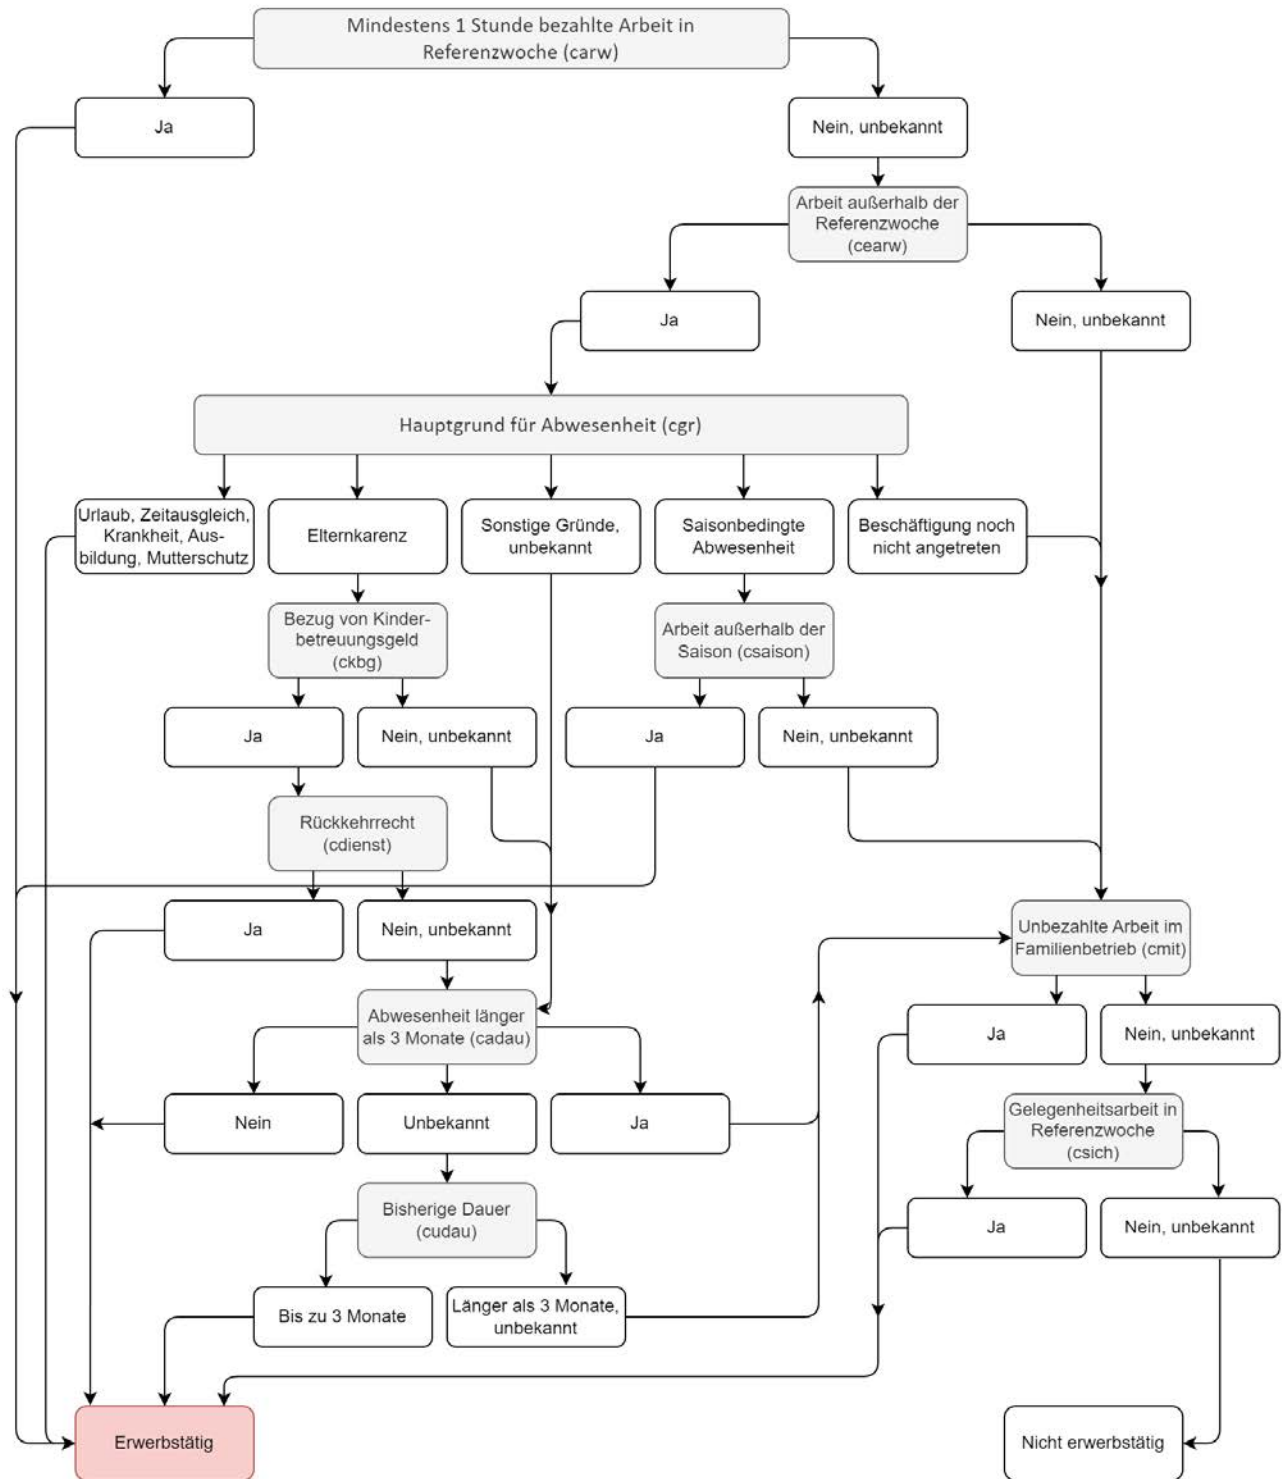 Mindestens 1 Stunde bezahlte Arbeit in
Referenzwoche (carw)
Ja
Nein, unbekannt
Arbeit außerhalb der
Referenzwoche
(cearw)
Ja
Nein, unbekannt
Hauptgrund für Abwesenheit (cgr)
Urlaub, Zeitausgleich,
Krankheit, Aus-
bildung, Mutterschutz
Elternkarenz
Sonstige Gründe,
unbekannt
Saisonbedingte
Abwesenheit
Beschäftigung noch
nicht angetreten
Bezug von Kinder-
betreuungsgeld
(ckbg)
Arbeit außerhalb der
Saison (csaison)
Ja
Nein, unbekannt
Ja
Nein, unbekannt
Rückkehrrecht
(cdienst)
Ja
Nein, unbekannt
Unbezahlte Arbeit im
Familienbetrieb (cmit)
Abwesenheit länger
als 3 Monate (cadau)
Ja
Nein, unbekannt
Nein
Unbekannt
Ja
Gelegenheitsarbeit in
Referenzwoche
(csich)
Bisherige Dauer
(cudau)
Ja
Nein, unbekannt
Bis zu 3 Monate
Länger als 3 Monate,
unbekannt
Erwerbstätig
Nicht erwerbstätig